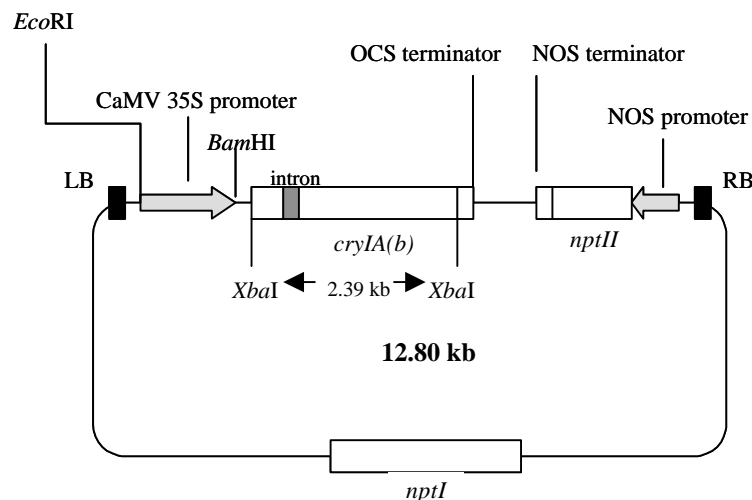 EcoRI
OCS terminator
NOS terminator
CaMV 35S promoter
NOS promoter
BamHI
LB
intron
RB
cryIA(b)
nptII
XbaI
2.39 kb
XbaI
12.80 kb
nptI